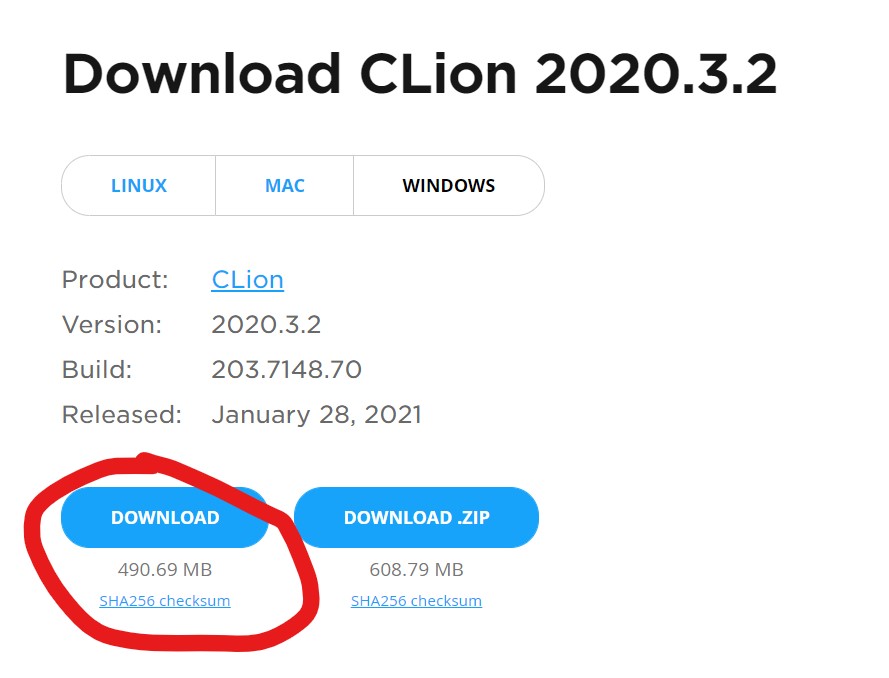 Download CLion 2020.3.2
LINUX MAC WINDOWS
Product: CLion
Version: 2020.3.2
Build: 203.7148.70
Released: January 28, 2021
DOWNLOAD DOWNLOAD .ZIP
490.69 MB 608.79 MB
SHA256 checksum SHA256 checksum